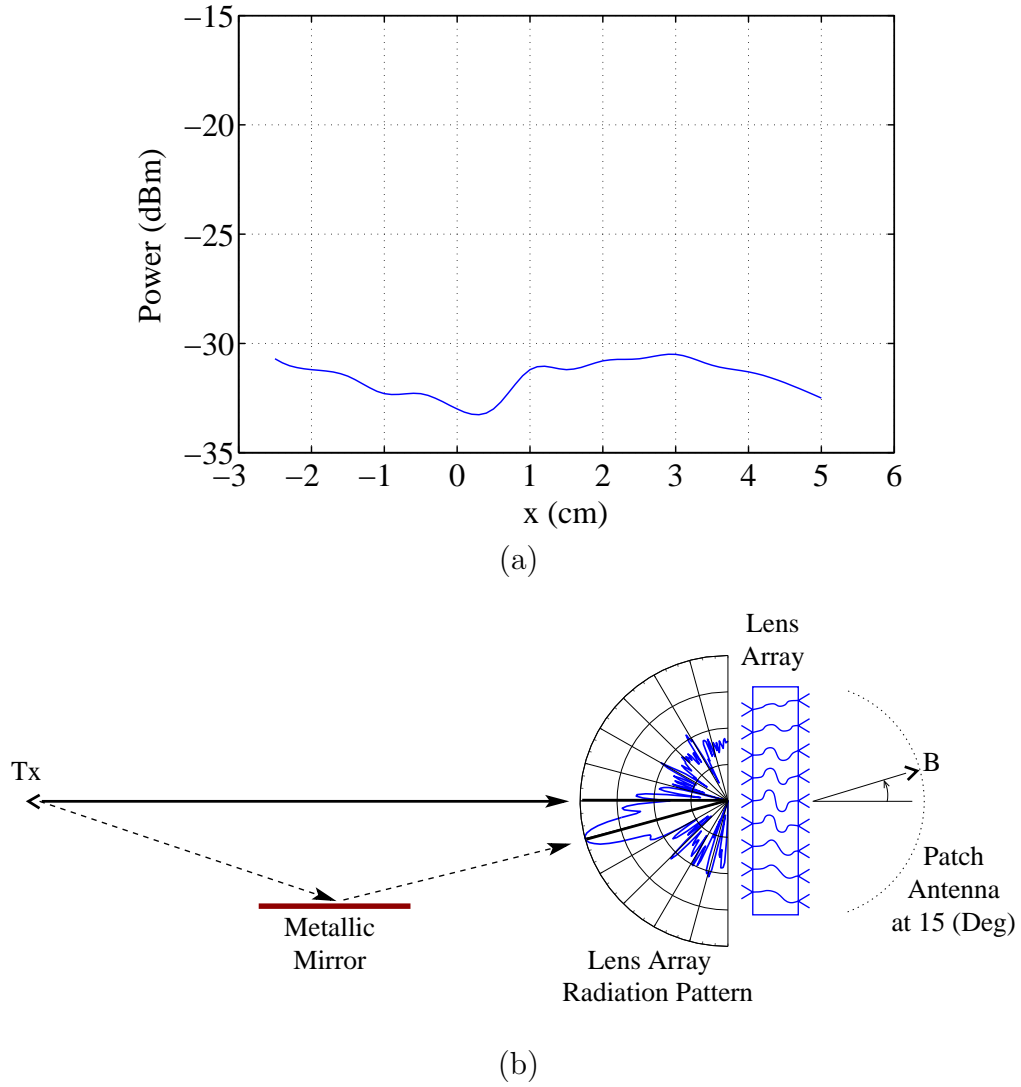 −15
−20
−25
−30
−35
Power (dBm)
−3 −2 −1 0 1 2 3 4 5 6
x (cm)
(a)
Lens
Array
Tx
B
Patch
Antenna
at 15 (Deg)
Metallic
Mirror
Lens Array
Radiation Pattern
(b)